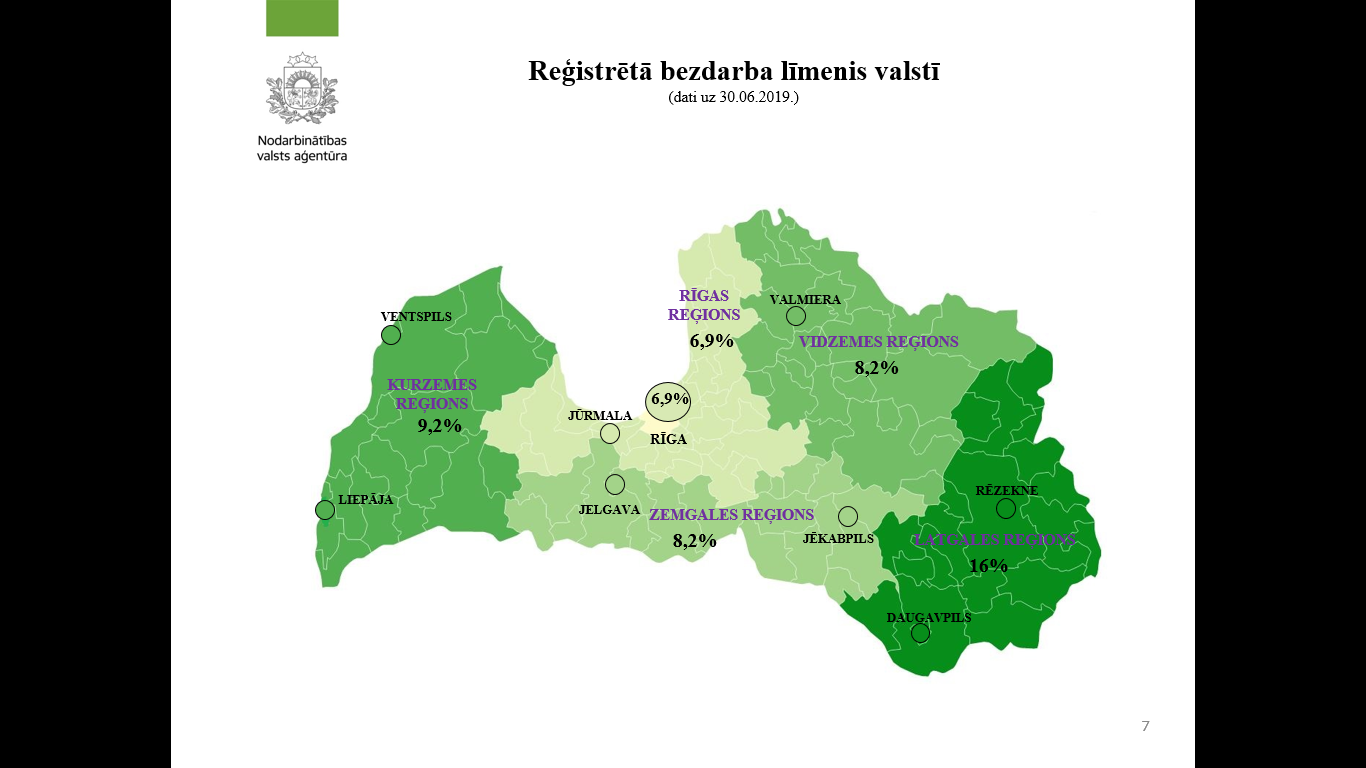 Reģistrētā bezdarba līmenis valstī
(dati uz 30.06.2019.)
Nodarbinātības
valsts aģentūra
RĪGAS
REĢIONS
6,9%
VALMIERA
VENTSPILS
VIDZEMES REĢIONS
8,2%
KURZEMES
REĢIONS
9,2%
6,9%
JŪRMALA
RĪGA
LIEPĀJA
JELGAVA
ZEMGALES REĢIONS
8,2%
JĒKABPILS
RĒZEKNE
LATGALES REĢIONS
16%
DAUGAVPILS
7